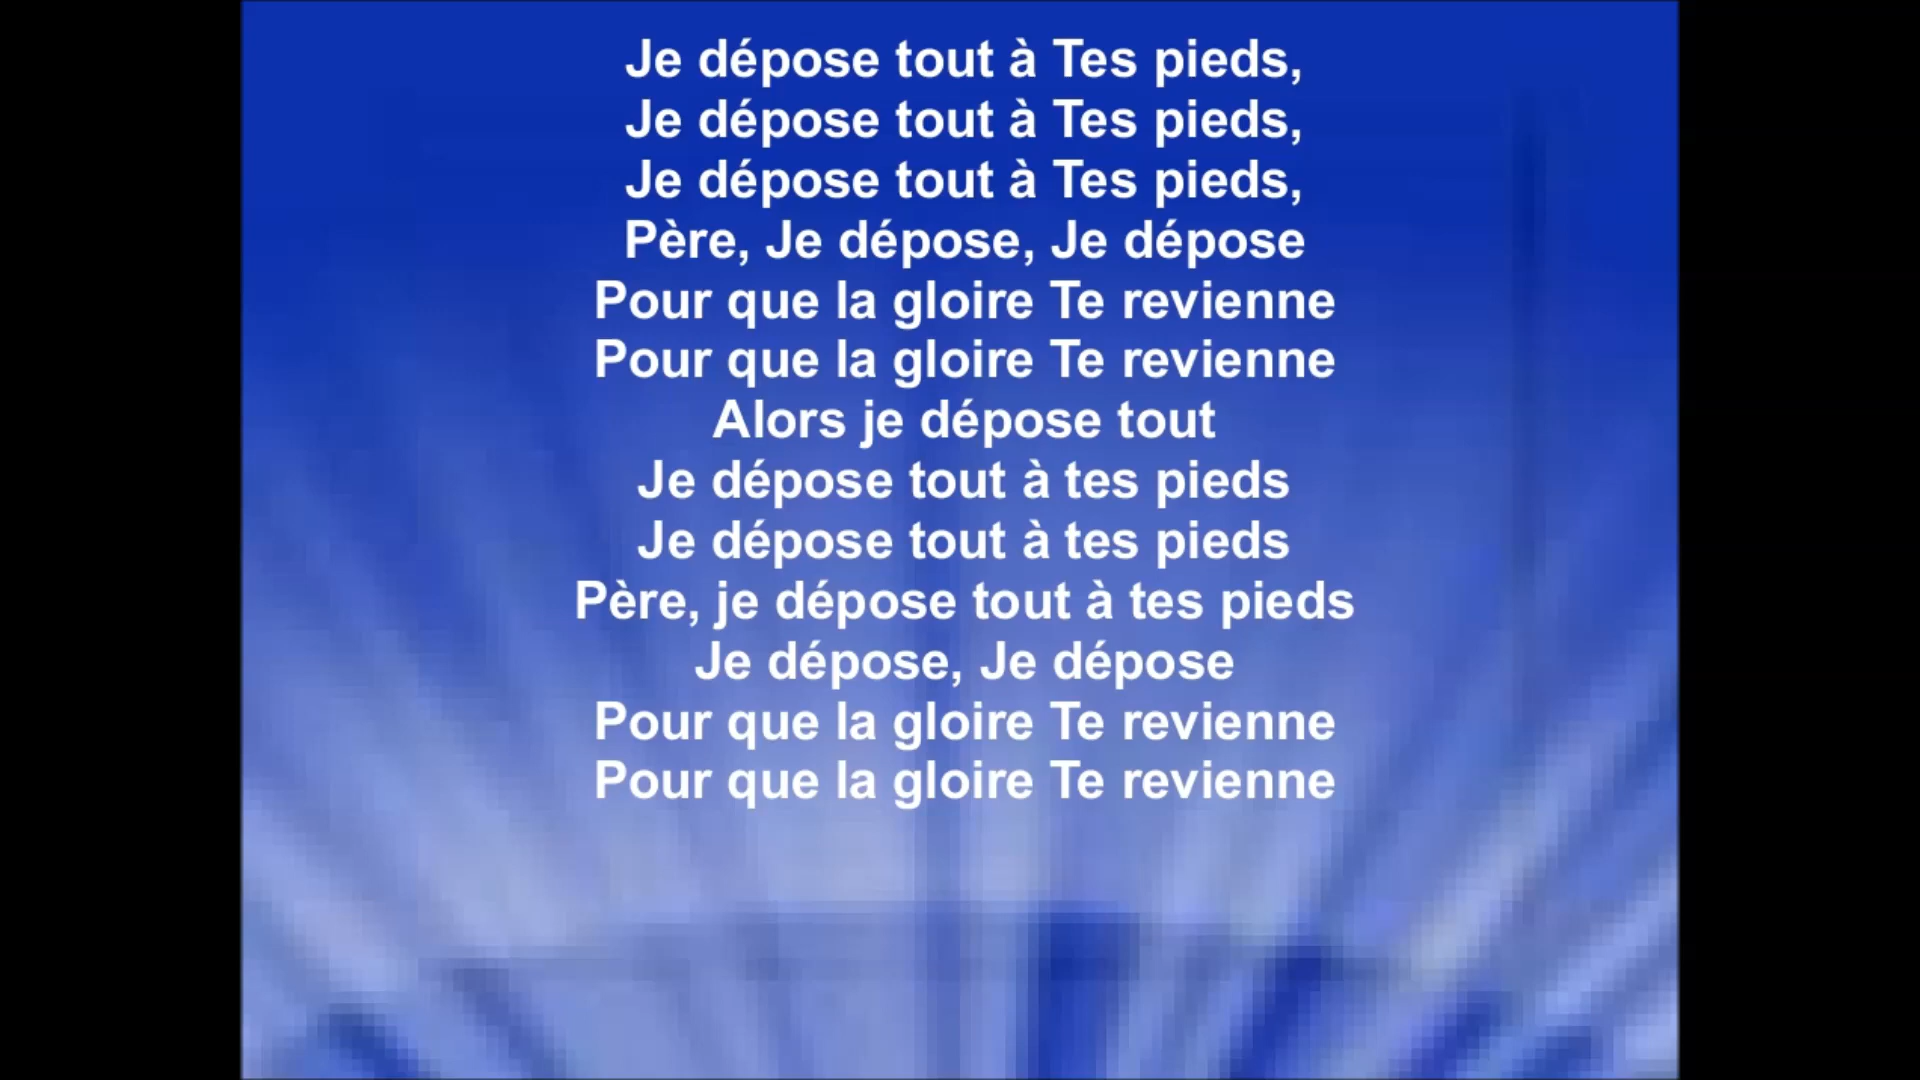 Je dépose tout à Tes pieds,
Je dépose tout à Tes pieds,
Je dépose tout à Tes pieds,
Père, Je dépose, Je dépose
Pour que la gloire Te revienne
Pour que la gloire Te revienne
Alors je dépose tout
Je dépose tout à tes pieds
Je dépose tout à tes pieds
Père, je dépose tout à tes pieds
Je dépose, Je dépose
Pour que la gloire Te revienne
Pour que la gloire Te revienne